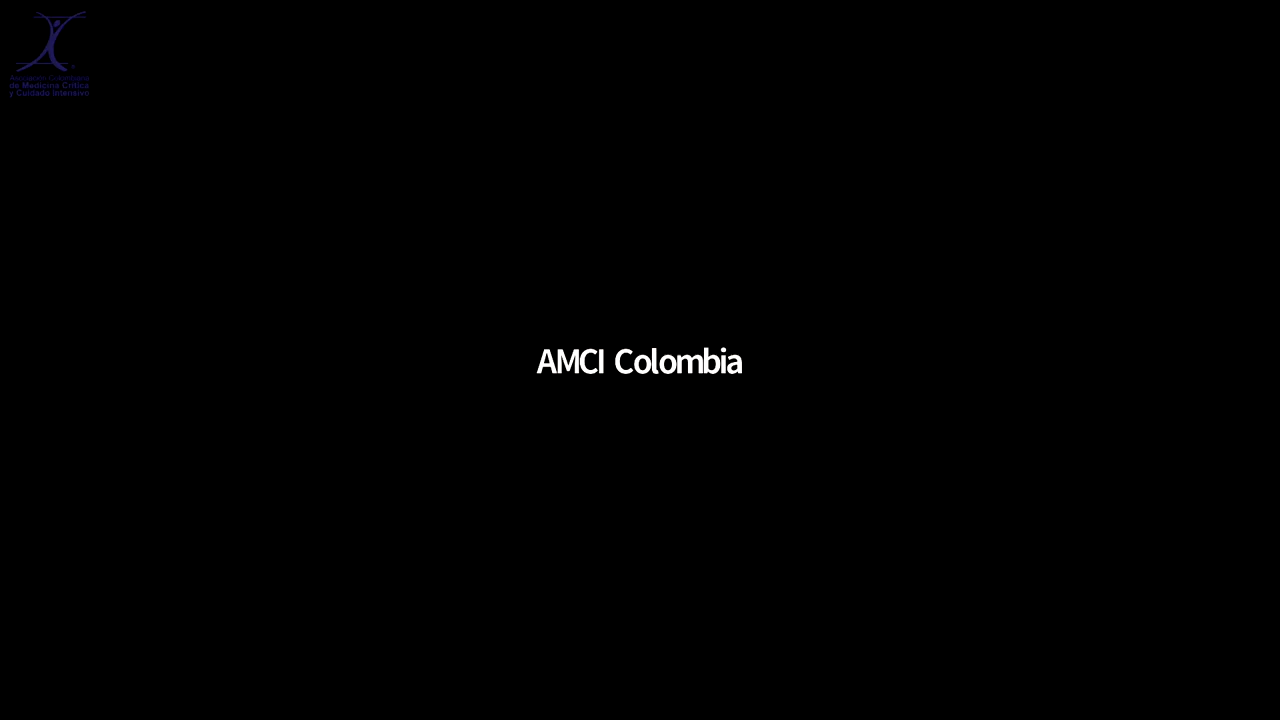 Asociación Colombiana
de Medicina Crítica
y Cuidado Intensivo
AMCI Colombia